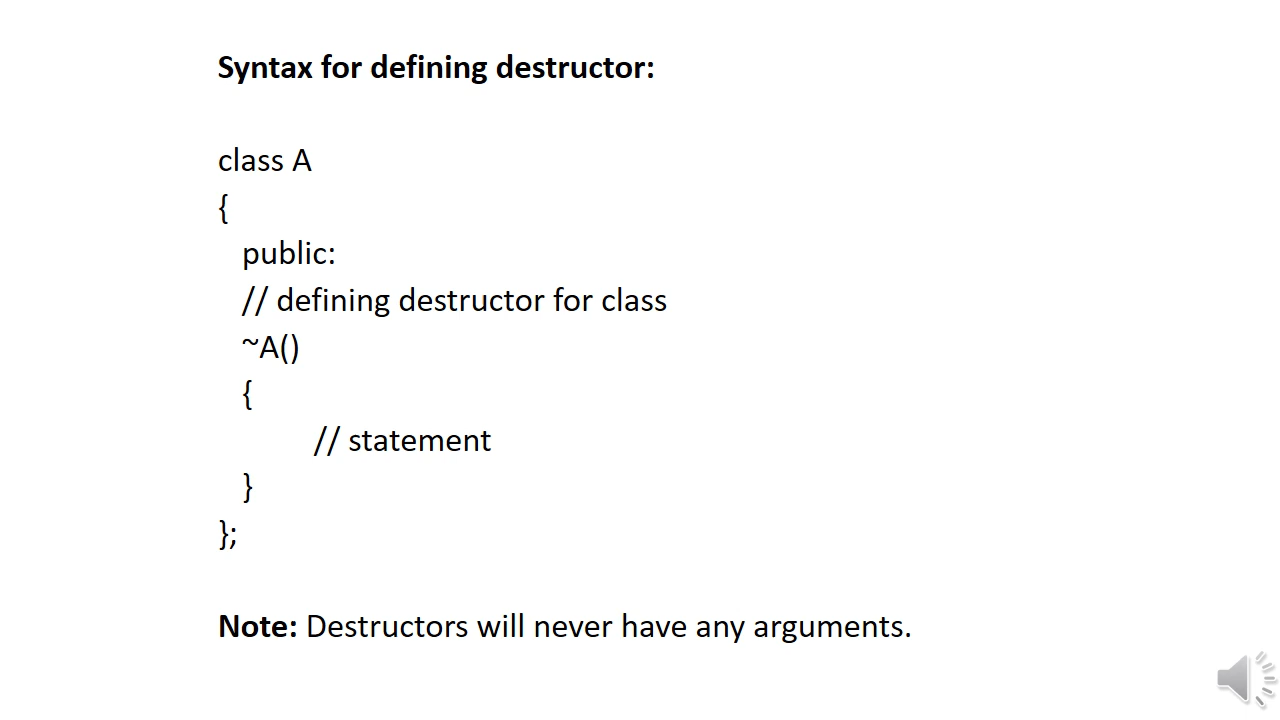 Syntax for defining destructor:
class A
{
public:
// defining destructor for class
~A()
{
// statement
}
};
Note: Destructors will never have any arguments.